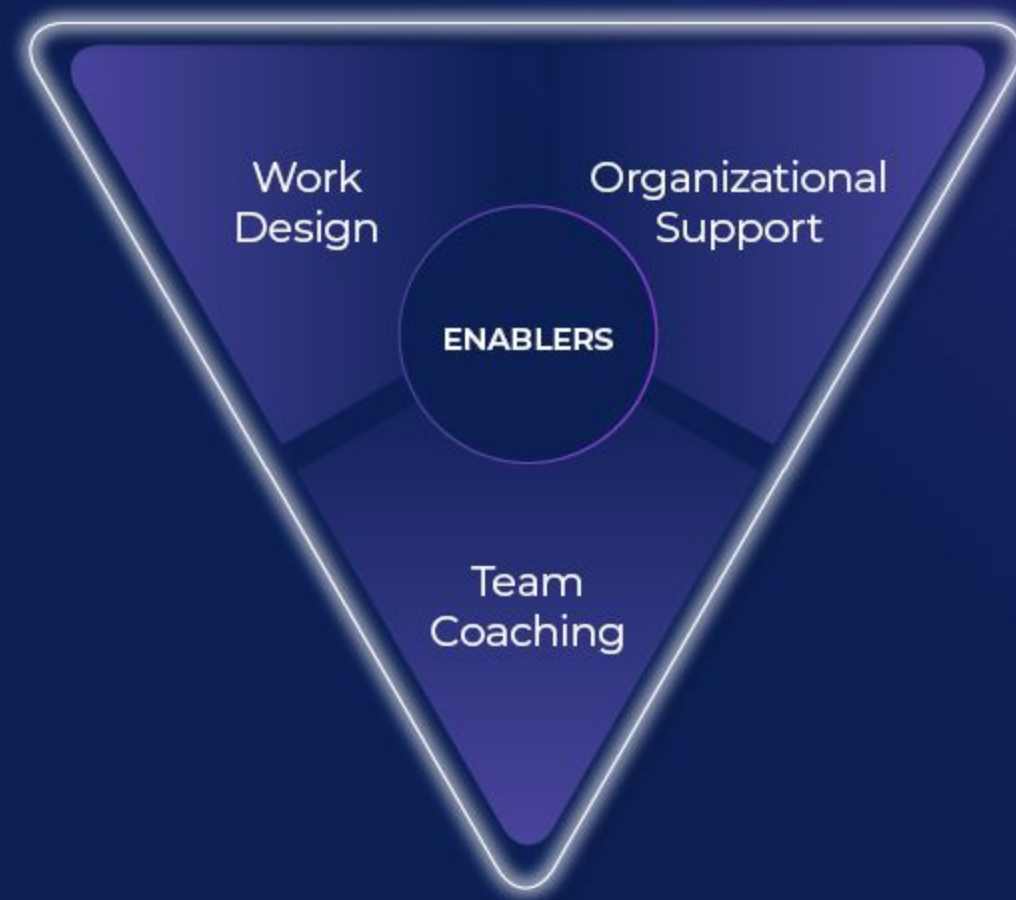 Work
Design
Organizational
Support
ENABLERS
Team
Coaching